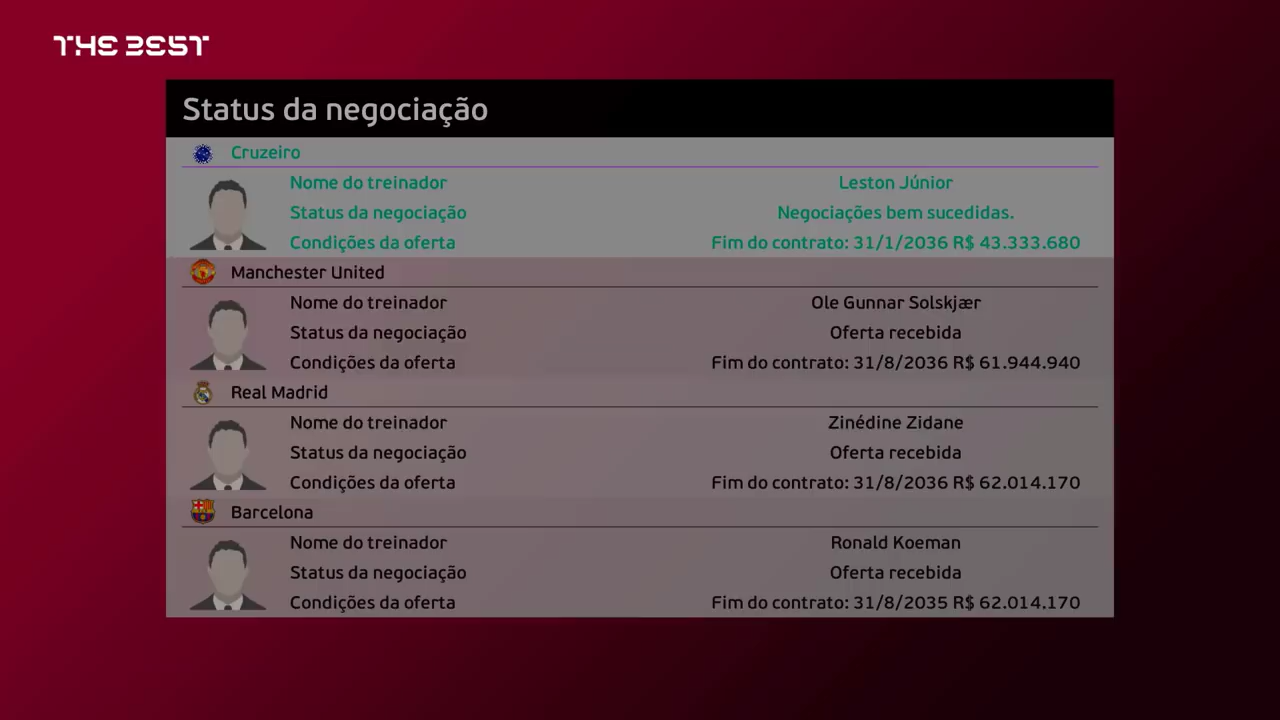 THE BEST
Status da negociação
Cruzeiro
Nome do treinador Leston Júnior
Status da negociação Negociações bem sucedidas.
Condições da oferta Fim do contrato: 31/1/2036 R$ 43.333.680
Manchester United
Nome do treinador Ole Gunnar Solskjær
Status da negociação Oferta recebida
Condições da oferta Fim do contrato: 31/8/2036 R$ 61.944.940
Real Madrid
Nome do treinador Zinédine Zidane
Status da negociação Oferta recebida
Condições da oferta Fim do contrato: 31/8/2036 R$ 62.014.170
Barcelona
Nome do treinador Ronald Koeman
Status da negociação Oferta recebida
Condições da oferta Fim do contrato: 31/8/2035 R$ 62.014.170